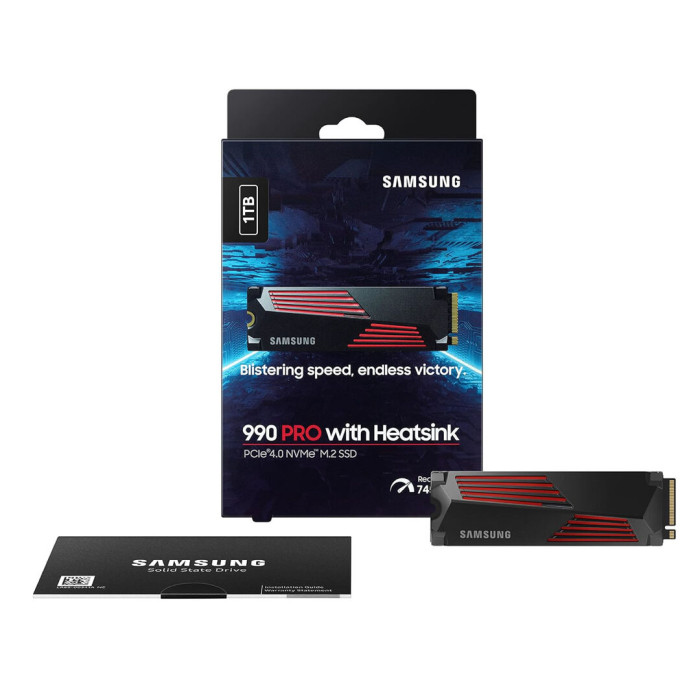 SAMSUNG
1TB
SAMSUNG
Blistering speed, endless victory.
990 PRO with Heatsink
PCIe® 4.0 NVMe™ M.2 SSD
SAMSUNG
SAMSUNG
Solid State Drive
Installation Guide
Warranty Statement